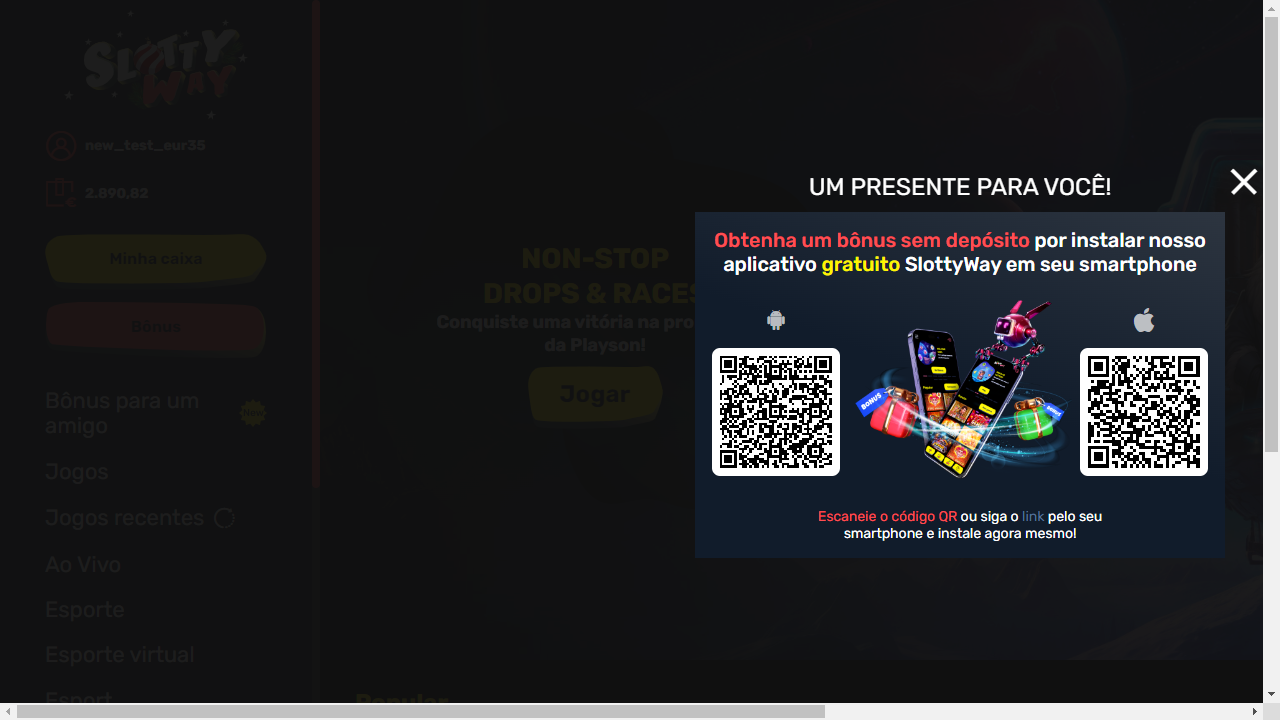 SLOTTY
WAY
new_test_eur35
2,890.82
Minha caixa
Bônus
Bônus para um
amigo
Jogos
Jogos recentes
Ao Vivo
Esporte
Esporte virtual
Esport
NON-STOP
DROPS & RACES
Conquiste uma vitória na pro
da Playson!
Jogar
Popular
UM PRESENTE PARA VOCÊ!
Obtenha um bônus sem depósito por instalar nosso
aplicativo gratuito SlottyWay em seu smartphone
BONUS
BONUS
Escaneie o código QR ou siga o link pelo seu
smartphone e instale agora mesmo!